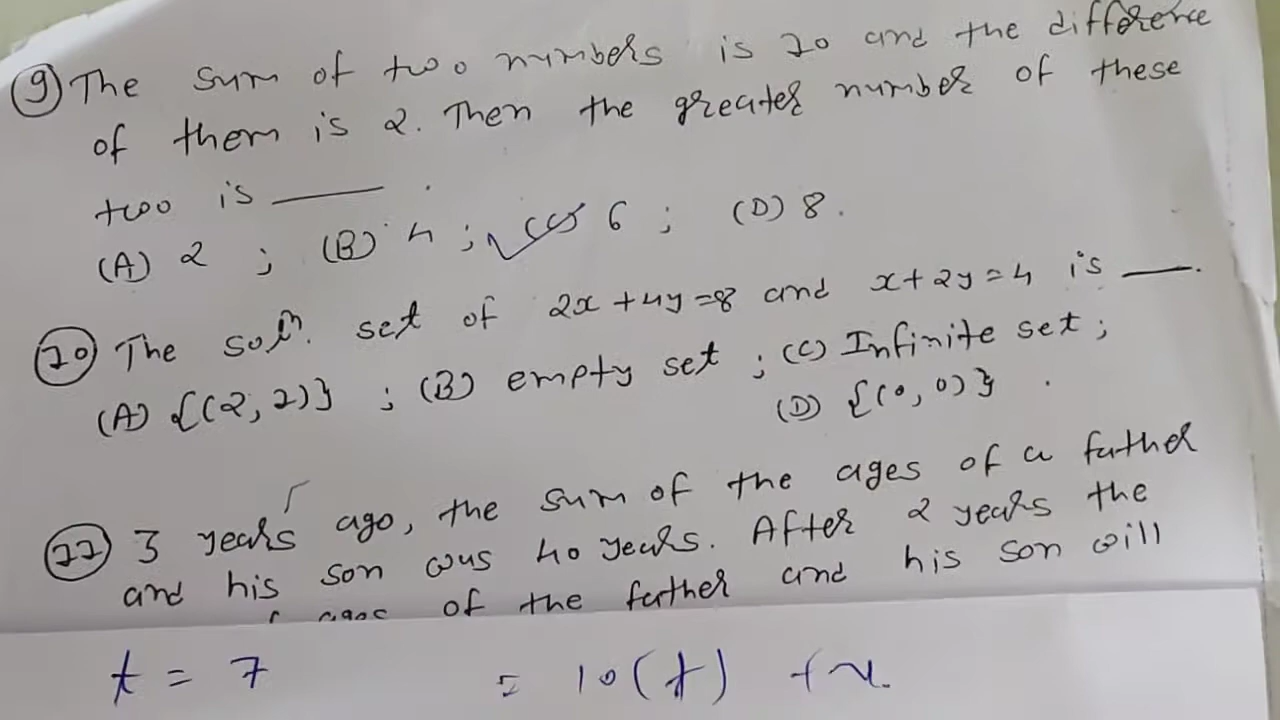 ⑨ The sum of two numbers is 10 and the difference
of them is 2. Then the greater number of these
two is ——.
(A) 2 ; (B) 4 ; (C) 6 ; (D) 8.
⑩ The soln. set of 2x + 4y = 8 and x + 2y = 4 is ——.
(A) {(2, 1)} ; (B) empty set ; (C) Infinite set ;
(D) {(0, 0)}.
⑪ 3 years ago, the sum of the ages of a father
and his son was 40 years. After 2 years the
ages of the father and his son will
t = 7 = 10(t) + x.